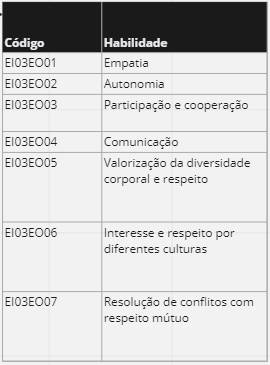 Código Habilidade
EI03EO01 Empatia
EI03EO02 Autonomia
EI03EO03 Participação e cooperação
EI03EO04 Comunicação
EI03EO05 Valorização da diversidade
corporal e respeito
EI03EO06 Interesse e respeito por
diferentes culturas
EI03EO07 Resolução de conflitos com
respeito mútuo